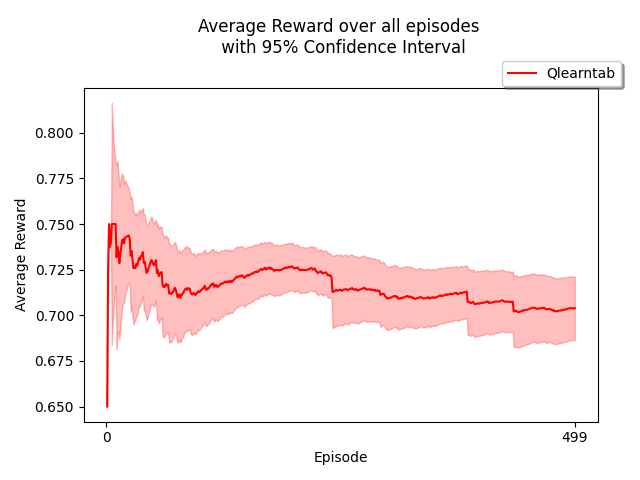 Average Reward over all episodes
with 95% Confidence Interval
Qlearntab
0.800
0.775
0.750
0.725
0.700
0.675
0.650
Average Reward
0
499
Episode